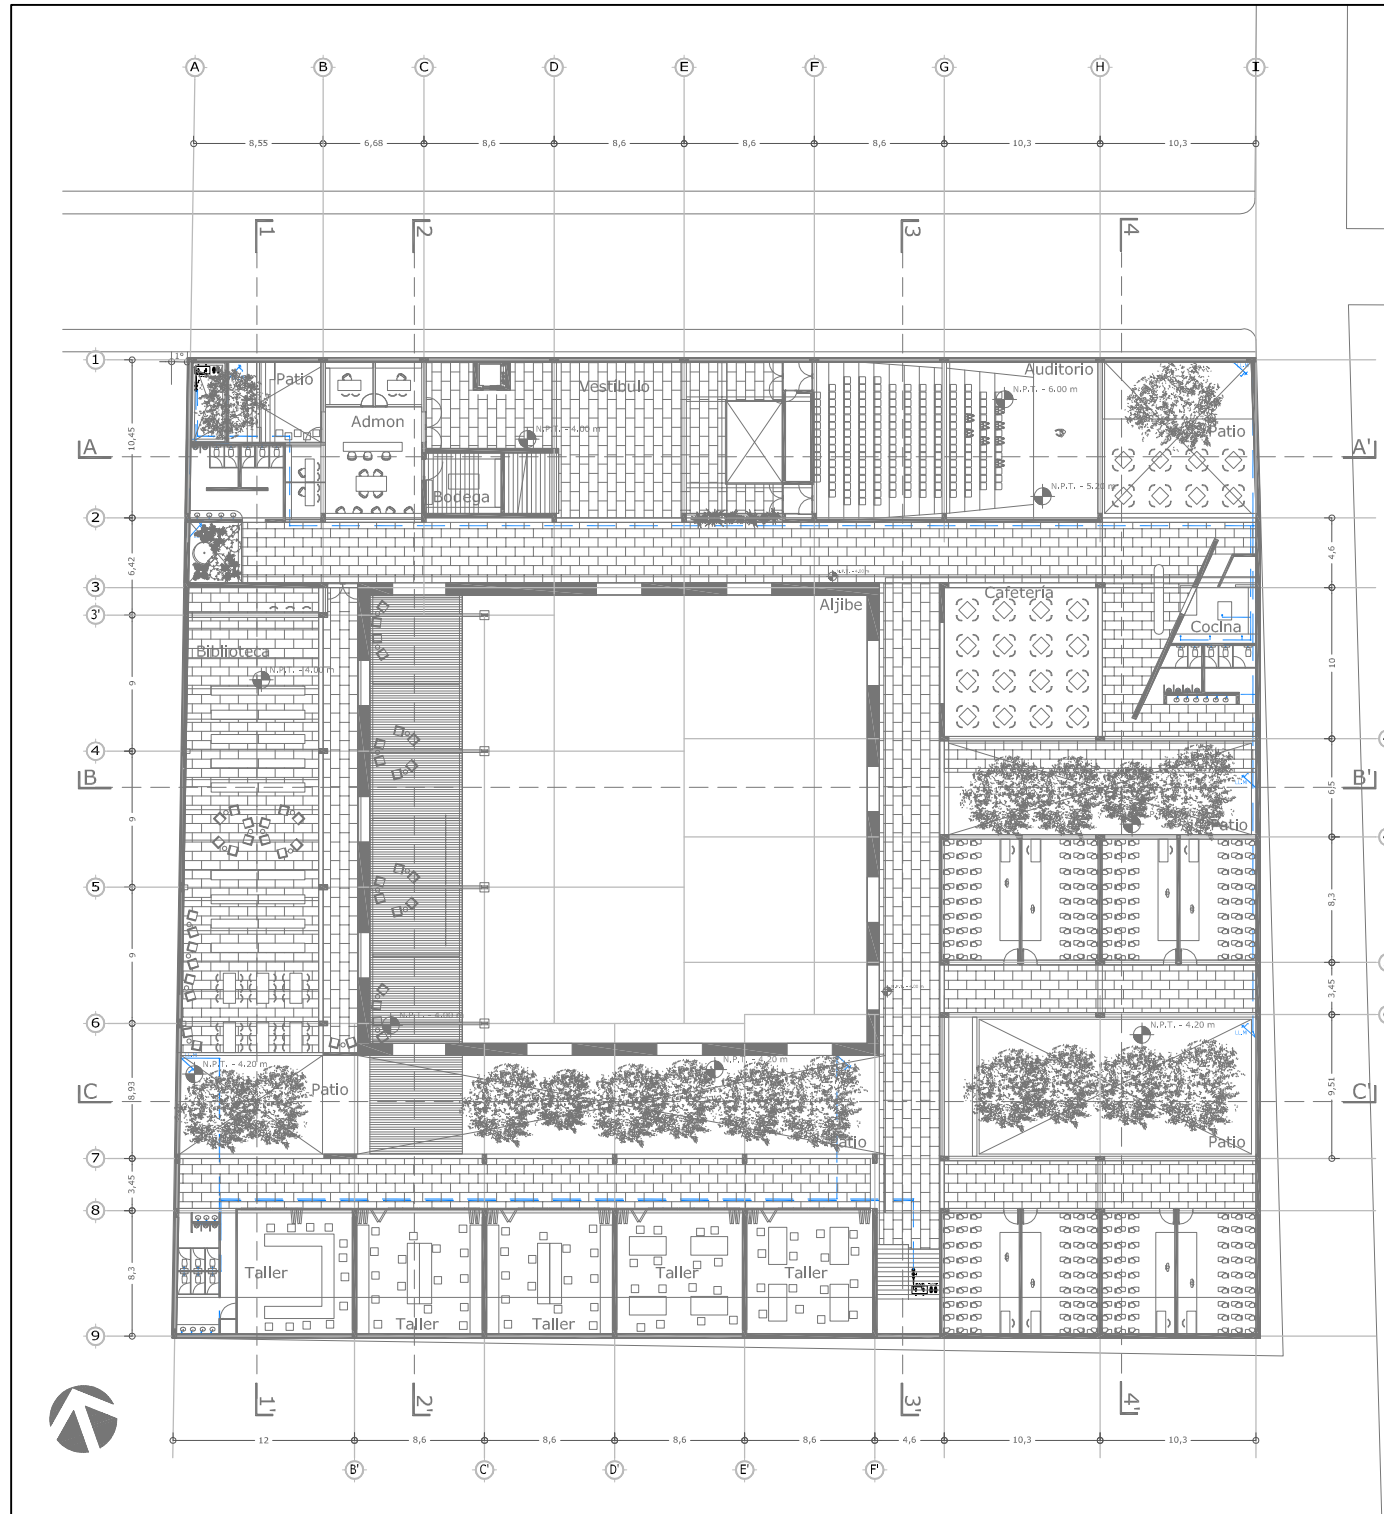 A B C D E F G H I
8,55 6,68 8,6 8,6 8,6 8,6 10,3 10,3
1 2 3 4
1
1°
Patio
Vestibulo
Auditorio
N.P.T. - 6.00 m
Admon
N.P.T. - 4.00 m
Patio
10,45
A A'
Bodega
N.P.T. - 5.20 m
2
6,42
4,6
3
Cafetería
Aljibe
3'
Cocina
Biblioteca
N.P.T. - 4.00 m
9
10
4
B B'
6,5
Patio
9
5
8,3
9
3,45
6
N.P.T. - 4.00 m
N.P.T. - 4.20 m
N.P.T. - 4.20 m
N.P.T. - 4.20 m
Patio
8,93
9,51
C C'
Patio
Patio
7
3,45
8
8,3
Taller
Taller
Taller
Taller
Taller
9
1' 2' 3' 4'
12 8,6 8,6 8,6 8,6 4,6 10,3 10,3
B' C' D' E' F'